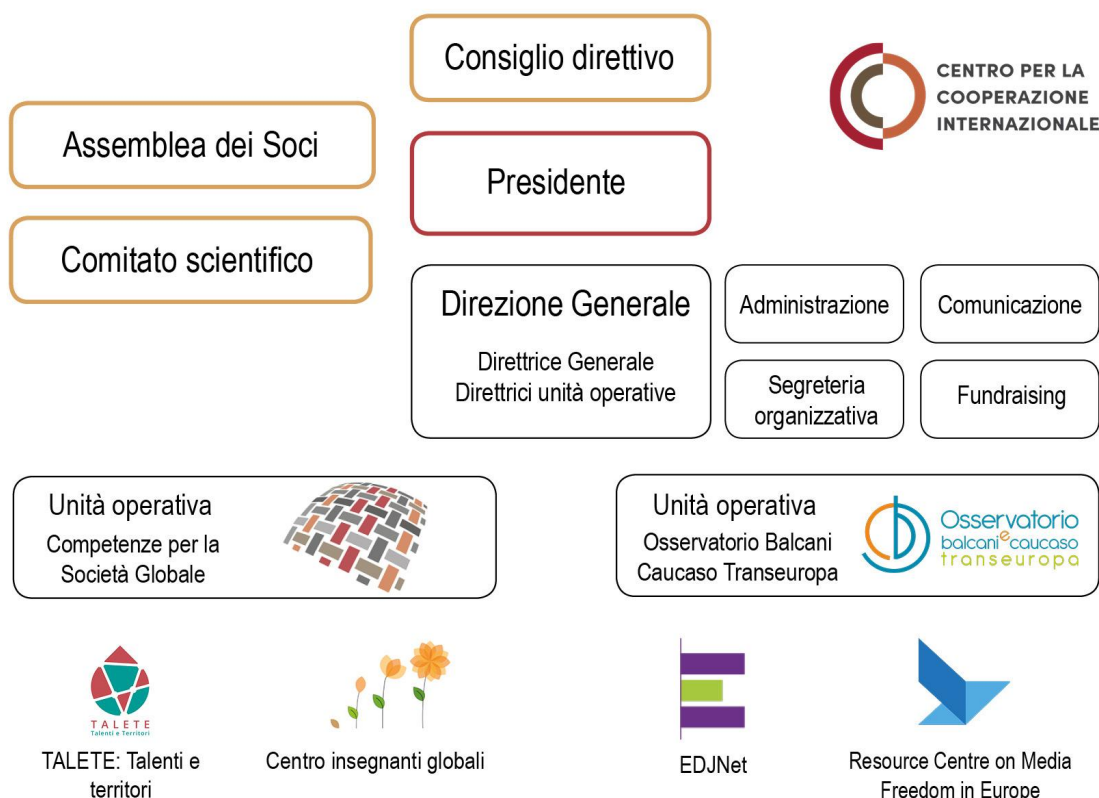 Consiglio direttivo
CENTRO PER LA
COOPERAZIONE
INTERNAZIONALE
Assemblea dei Soci
Presidente
Comitato scientifico
Direzione Generale
Direttrice Generale
Direttrici unità operative
Administrazione
Comunicazione
Segreteria
organizzativa
Fundraising
Unità operativa
Competenze per la
Società Globale
Unità operativa
Osservatorio Balcani
Caucaso Transeuropa
Osservatorio
balcani e caucaso
transeuropa
TALETE
Talenti e Territori
TALETE: Talenti e
territori
Centro insegnanti globali
EDJNet
Resource Centre on Media
Freedom in Europe